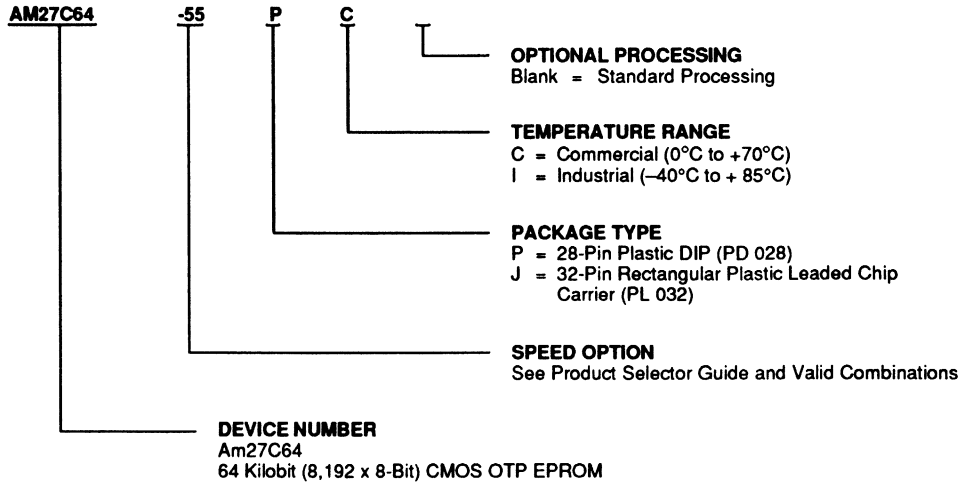 AM27C64 -55 P C
OPTIONAL PROCESSING
Blank = Standard Processing
TEMPERATURE RANGE
C = Commercial (0°C to +70°C)
I = Industrial (–40°C to + 85°C)
PACKAGE TYPE
P = 28-Pin Plastic DIP (PD 028)
J = 32-Pin Rectangular Plastic Leaded Chip
Carrier (PL 032)
SPEED OPTION
See Product Selector Guide and Valid Combinations
DEVICE NUMBER
Am27C64
64 Kilobit (8,192 x 8-Bit) CMOS OTP EPROM